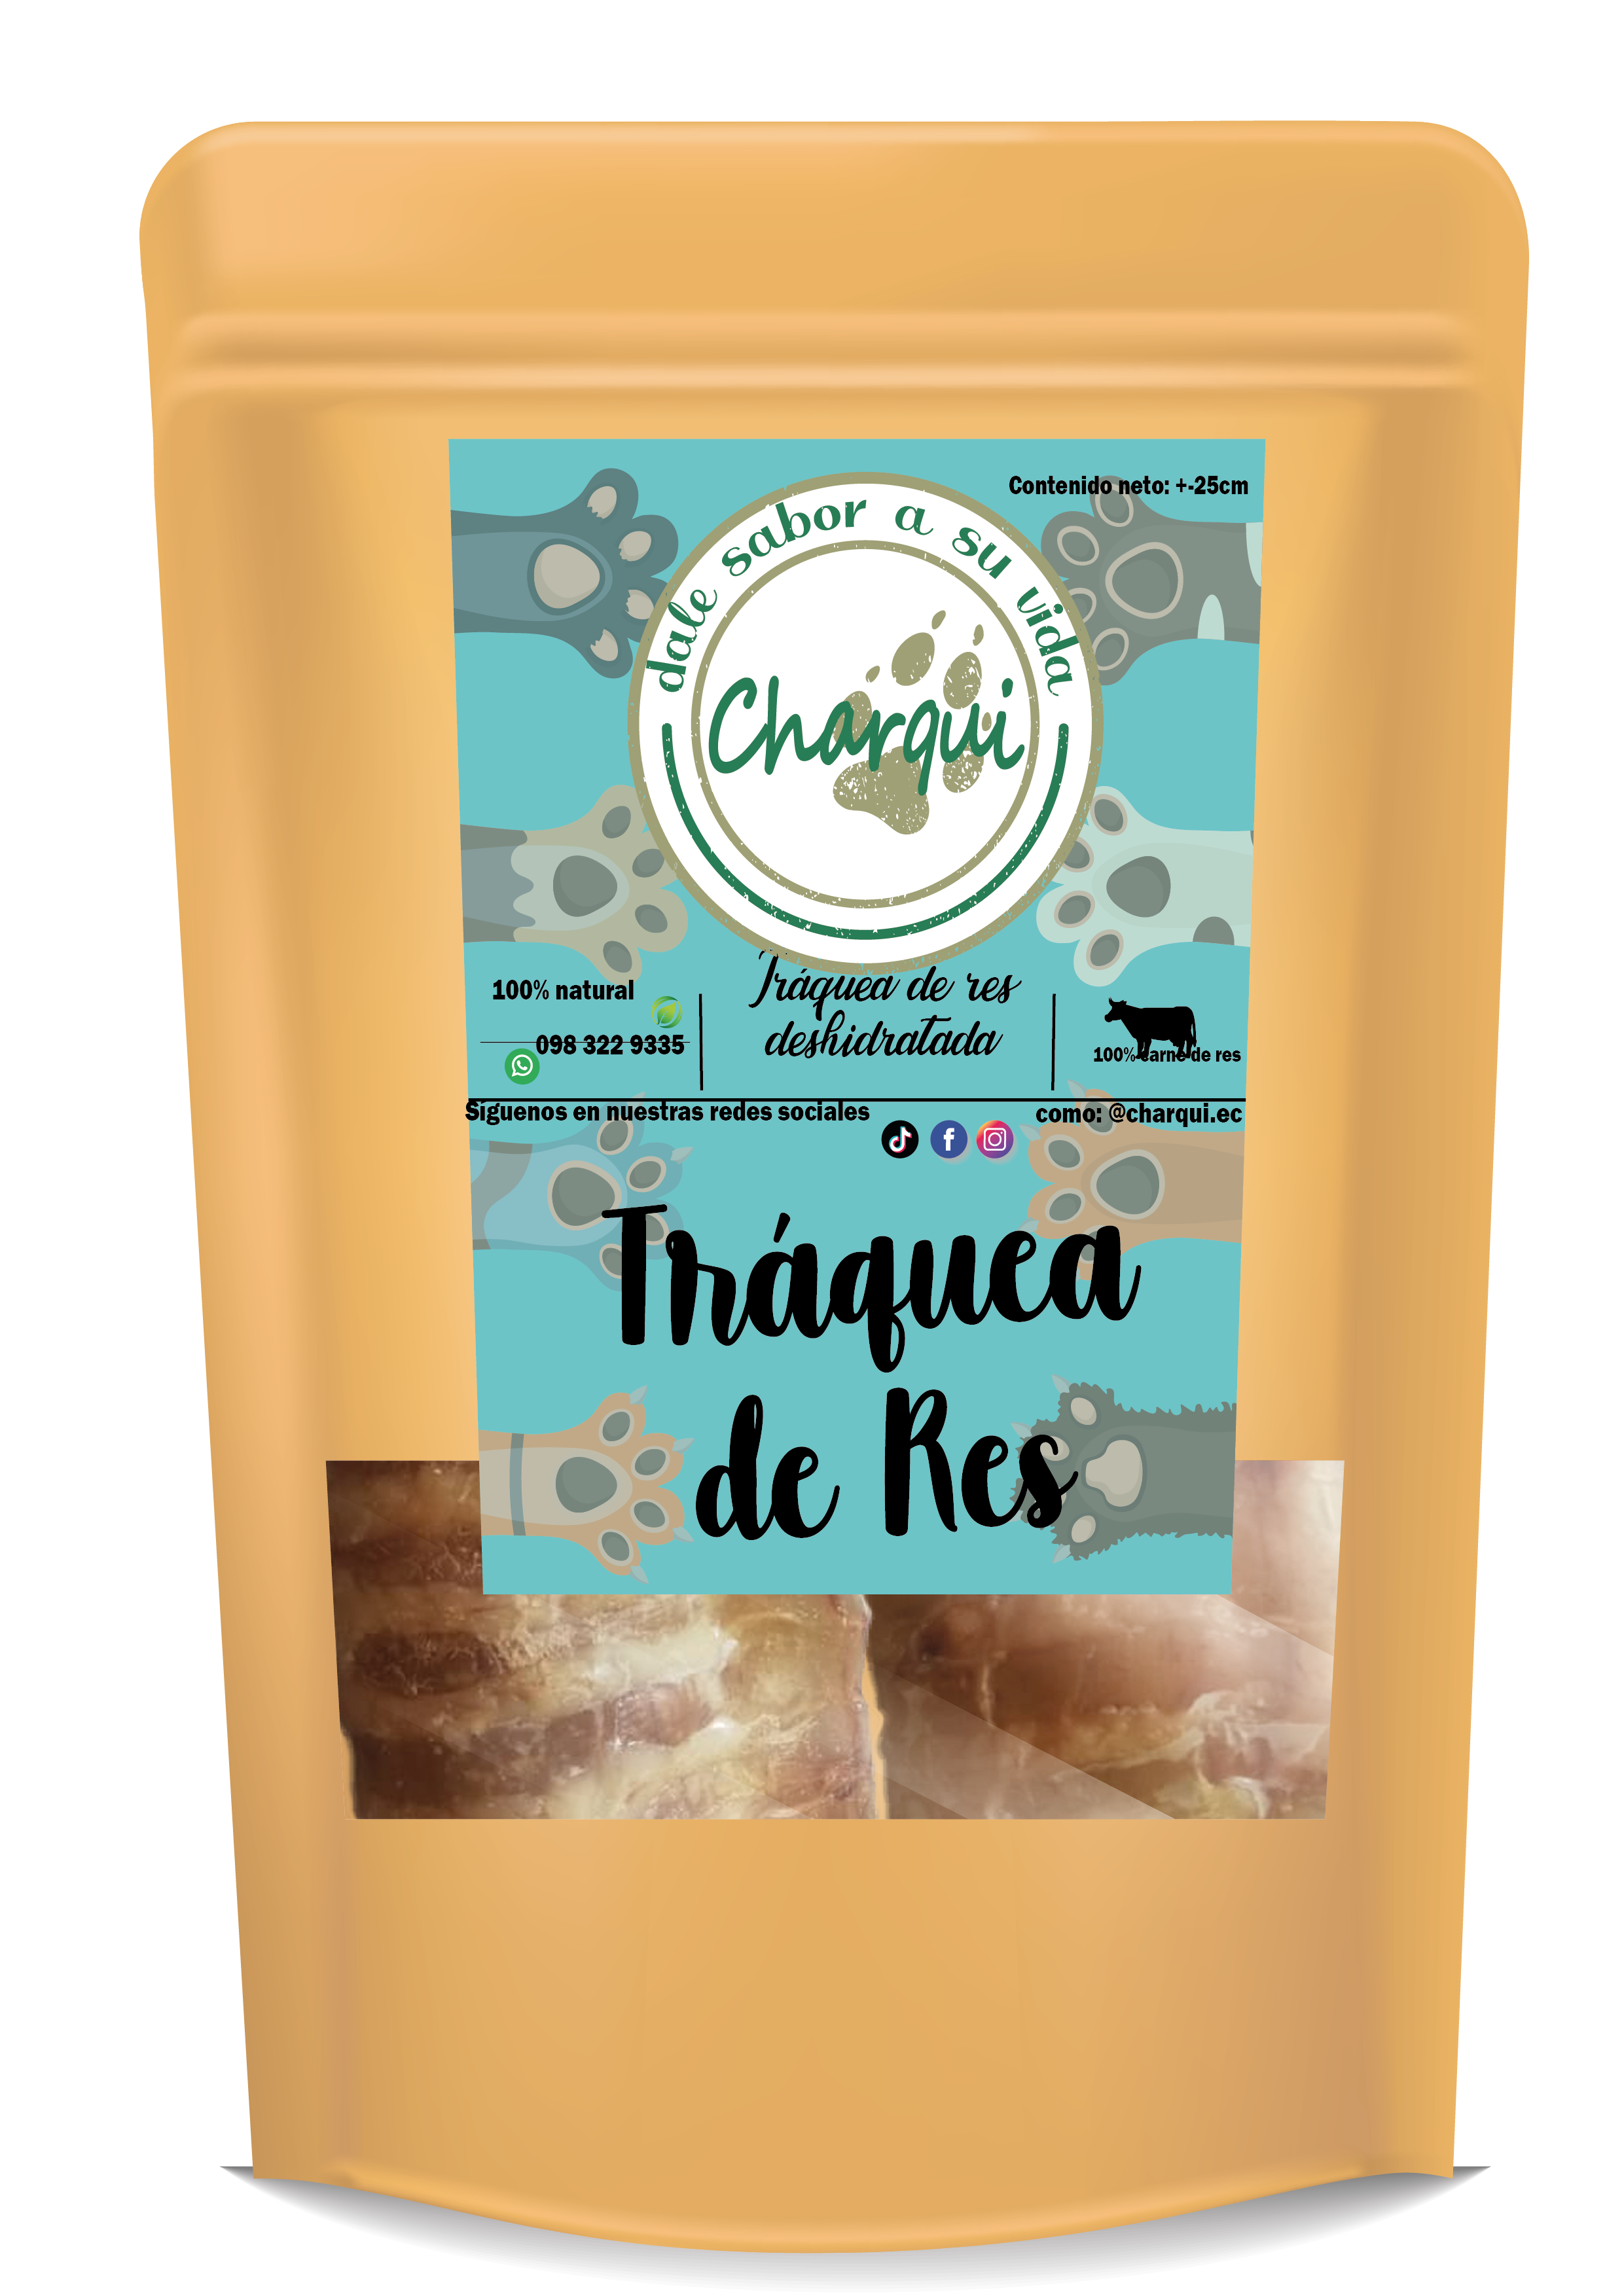 Contenido neto: +-25cm
dale sabor a su vida
Charqui
100% natural
098 322 9335
Tráquea de res
deshidratada
100% carne de res
Síguenos en nuestras redes sociales
como: @charqui.ec
Tráquea
de Res